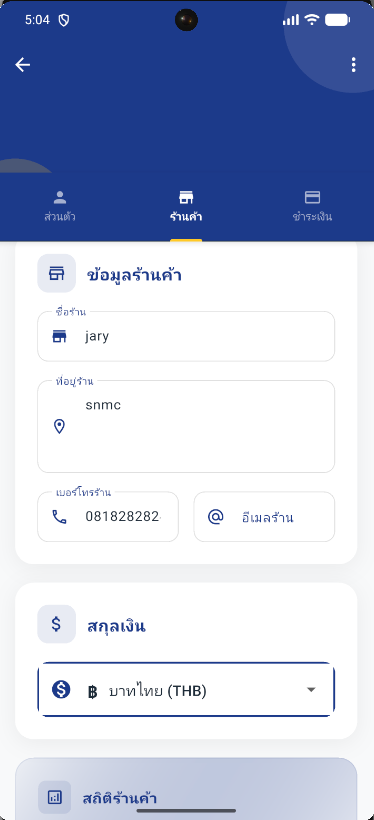 5:04
ส่วนตัว
ร้านค้า
ชำระเงิน
ข้อมูลร้านค้า
ชื่อร้าน
jary
ที่อยู่ร้าน
snmc
เบอร์โทรร้าน
081828282
อีเมลร้าน
$ สกุลเงิน
฿ บาทไทย (THB)
สถิติร้านค้า